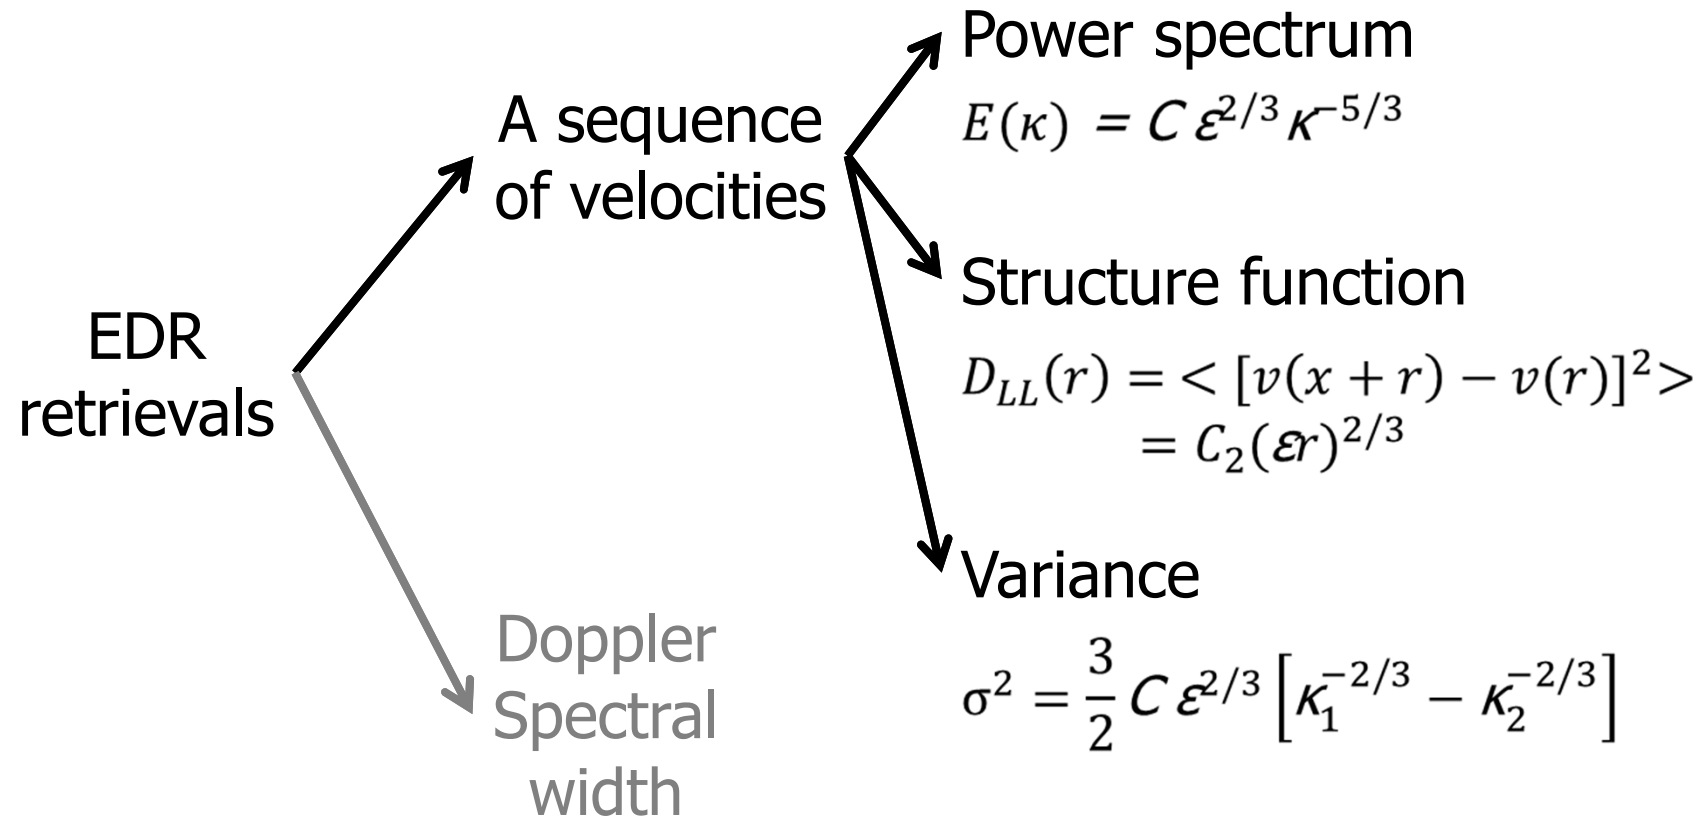 EDR
retrievals
A sequence
of velocities
Doppler
Spectral
width
Power spectrum
E(κ) = C ε^{2/3} κ^{−5/3}
Structure function
D_{LL}(r) = < [v(x + r) − v(r)]^2 >
= C_2(εr)^{2/3}
Variance
σ^2 = \frac{3}{2} C ε^{2/3} [κ_1^{−2/3} − κ_2^{−2/3}]